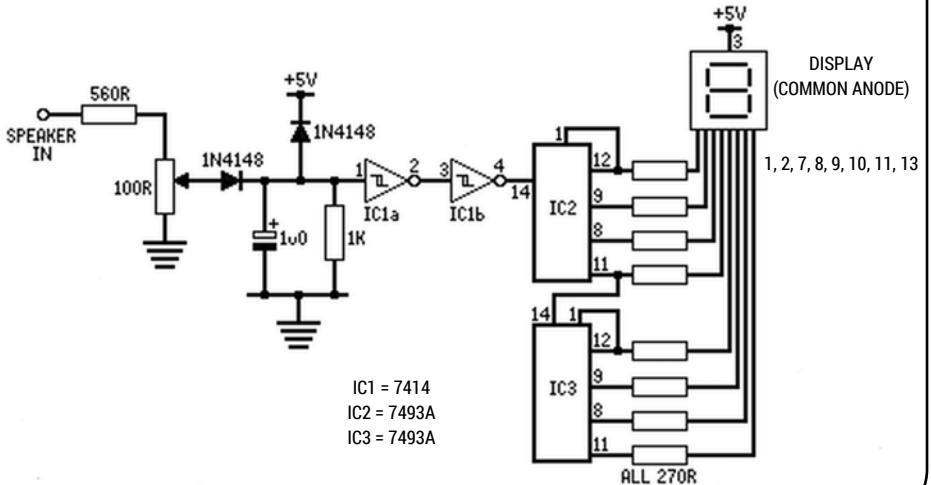 +5V
3
DISPLAY
(COMMON ANODE)
1, 2, 7, 8, 9, 10, 11, 13
560R
SPEAKER
IN
+5V
1N4148
1N4148
100R
+
1u0
1K
1
2
IC1a
3
4
IC1b
14
1
12
IC2
9
8
11
14
1
12
IC3
9
8
11
ALL 270R
IC1 = 7414
IC2 = 7493A
IC3 = 7493A